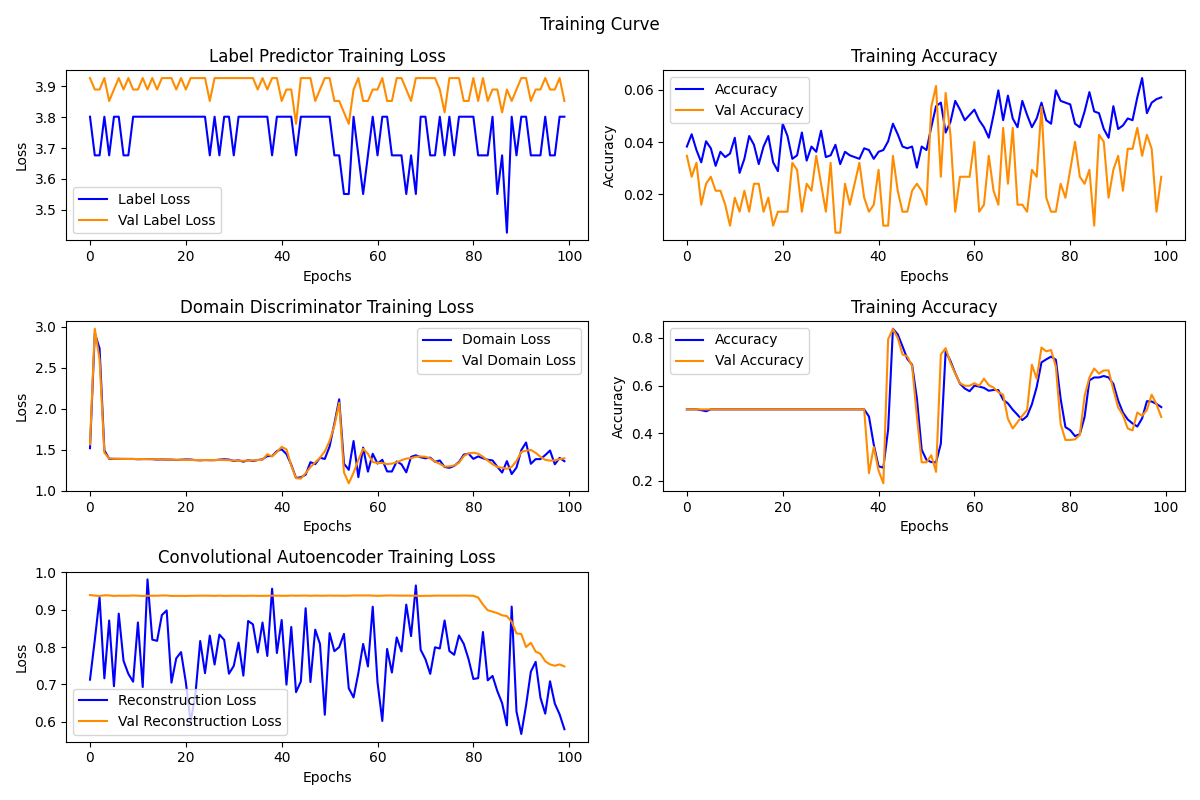 Training Curve
Label Predictor Training Loss
3.9
3.8
3.7
3.6
3.5
Loss
Label Loss
Val Label Loss
0 20 40 60 80 100
Epochs
Training Accuracy
0.06
0.04
0.02
Accuracy
Accuracy
Val Accuracy
0 20 40 60 80 100
Epochs
Domain Discriminator Training Loss
3.0
2.5
2.0
1.5
1.0
Loss
Domain Loss
Val Domain Loss
0 20 40 60 80 100
Epochs
Training Accuracy
0.8
0.6
0.4
0.2
Accuracy
Accuracy
Val Accuracy
0 20 40 60 80 100
Epochs
Convolutional Autoencoder Training Loss
1.0
0.9
0.8
0.7
0.6
Loss
Reconstruction Loss
Val Reconstruction Loss
0 20 40 60 80 100
Epochs